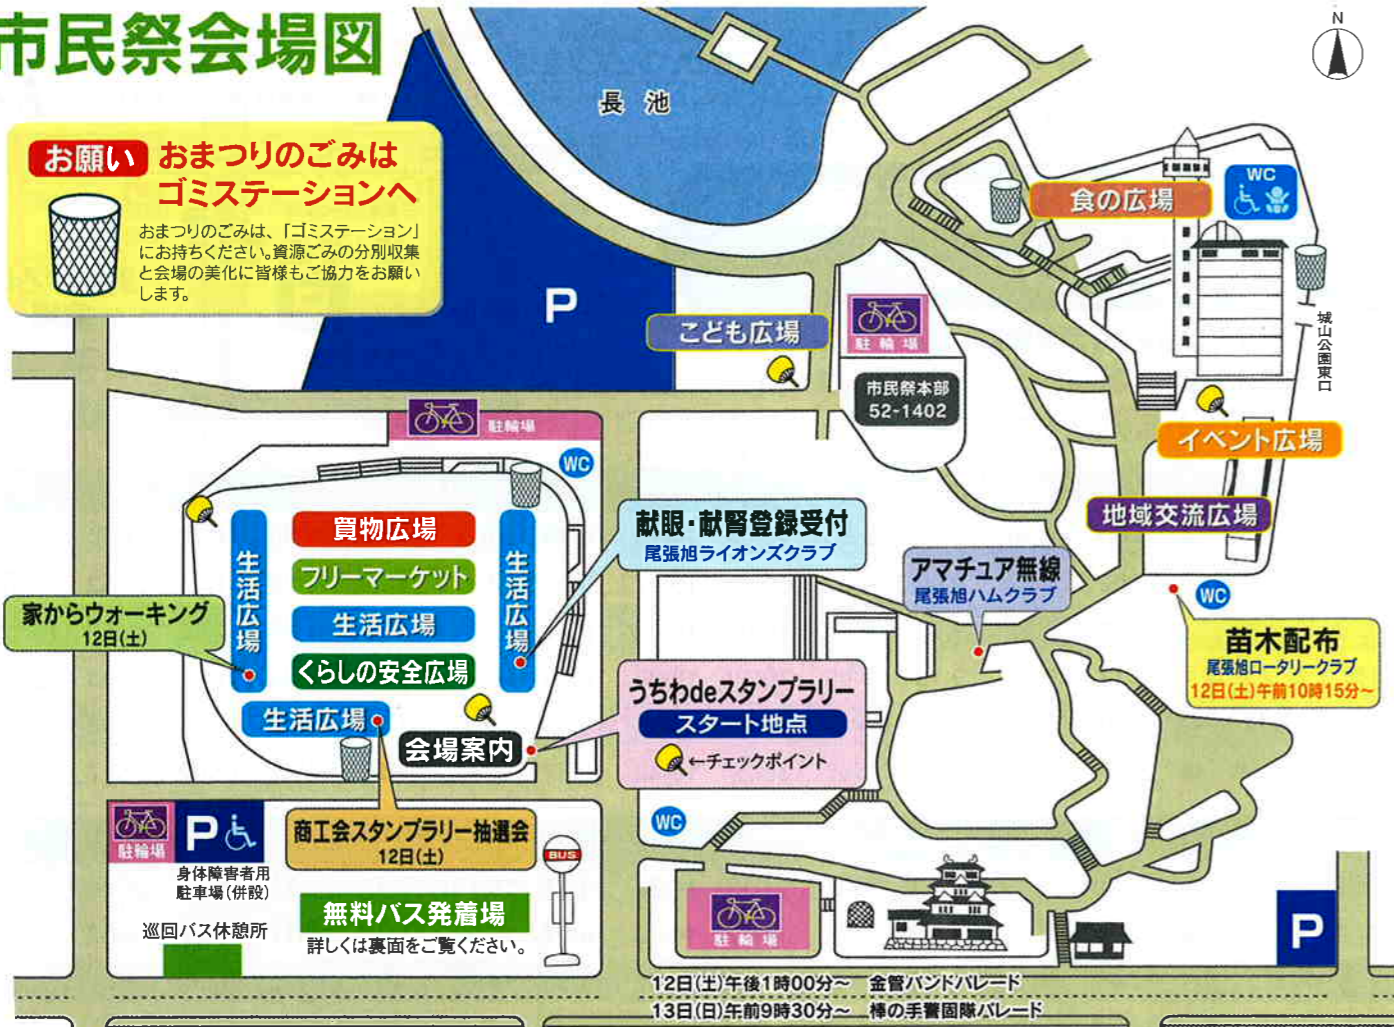 市民祭会場図
N
長池
お願い
おまつりのごみは
ゴミステーションへ
おまつりのごみは、「ゴミステーション」
にお持ちください。資源ごみの分別収集
と会場の美化に皆様もご協力をお願い
します。
P
食の広場
WC
城山公園東口
こども広場
駐輪場
市民祭本部
52-1402
イベント広場
地域交流広場
駐輪場
WC
生活広場
買物広場
フリーマーケット
生活広場
くらしの安全広場
生活広場
生活広場
会場案内
家からウォーキング
12日(土)
献眼・献腎登録受付
尾張旭ライオンズクラブ
アマチュア無線
尾張旭ハムクラブ
WC
苗木配布
尾張旭ロータリークラブ
12日(土)午前10時15分〜
うちわdeスタンプラリー
スタート地点
←チェックポイント
商工会スタンプラリー抽選会
12日(土)
WC
駐輪場
P
身体障害者用
駐車場(併設)
巡回バス休憩所
無料バス発着場
詳しくは裏面をご覧ください。
BUS
駐輪場
P
12日(土)午後1時00分〜 金管バンドパレード
13日(日)午前9時30分〜 棒の手警固隊パレード